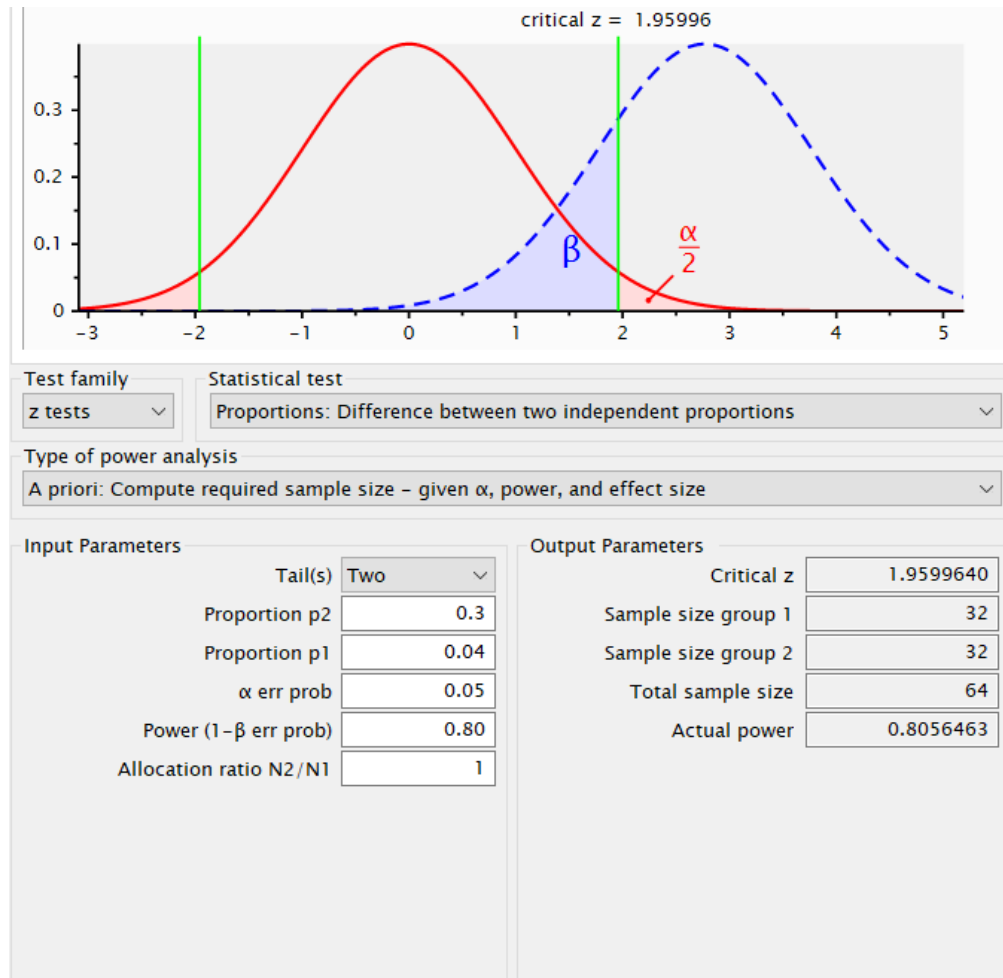 critical z = 1.95996
0.3
0.2
0.1
0
β
α
2
−3 −2 −1 0 1 2 3 4 5
Test family
Statistical test
z tests
Proportions: Difference between two independent proportions
Type of power analysis
A priori: Compute required sample size – given α, power, and effect size
Input Parameters
Output Parameters
Tail(s) Two
Critical z 1.9599640
Proportion p2 0.3
Sample size group 1 32
Proportion p1 0.04
Sample size group 2 32
α err prob 0.05
Total sample size 64
Power (1−β err prob) 0.80
Actual power 0.8056463
Allocation ratio N2/N1 1